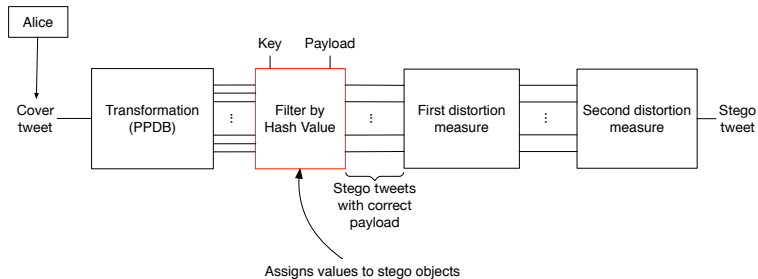 Alice
Key
Payload
Cover
tweet
Transformation
(PPDB)
⋮
Filter by
Hash Value
⋮
First distortion
measure
⋮
Second distortion
measure
Stego
tweet
Stego tweets
with correct
payload
Assigns values to stego objects